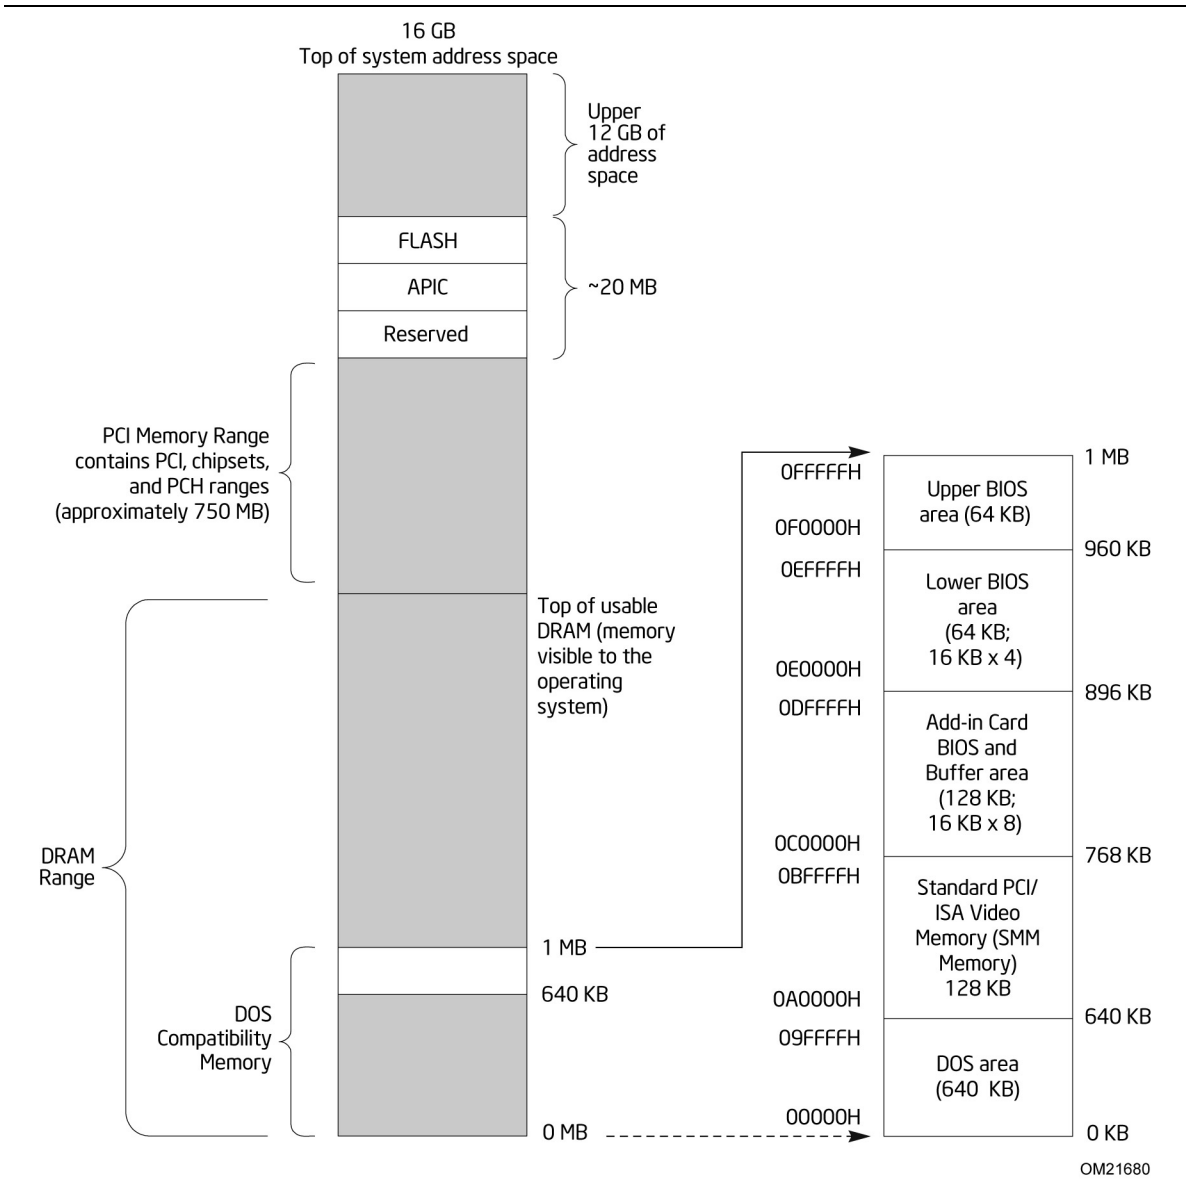 16 GB
Top of system address space
Upper
12 GB of
address
space
FLASH
APIC
~20 MB
Reserved
PCI Memory Range
contains PCI, chipsets,
and PCH ranges
(approximately 750 MB)
Top of usable
DRAM (memory
visible to the
operating
system)
DRAM
Range
1 MB
640 KB
DOS
Compatibility
Memory
0 MB
1 MB
0FFFFFH
Upper BIOS
area (64 KB)
0F0000H
960 KB
0EFFFFH
Lower BIOS
area
(64 KB;
16 KB x 4)
0E0000H
896 KB
0DFFFFH
Add-in Card
BIOS and
Buffer area
(128 KB;
16 KB x 8)
0C0000H
768 KB
0BFFFFH
Standard PCI/
ISA Video
Memory (SMM
Memory)
128 KB
0A0000H
640 KB
09FFFFH
DOS area
(640 KB)
00000H
0 KB
OM21680